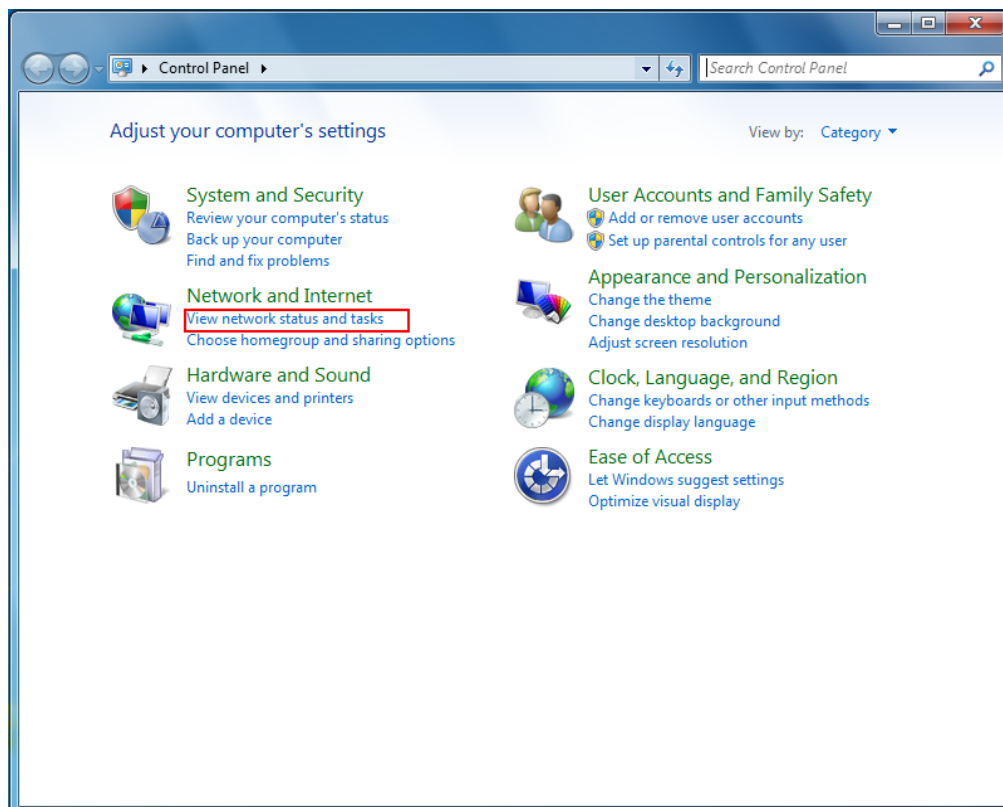 Control Panel
Search Control Panel
Adjust your computer's settings
View by: Category
System and Security
Review your computer's status
Back up your computer
Find and fix problems
Network and Internet
View network status and tasks
Choose homegroup and sharing options
Hardware and Sound
View devices and printers
Add a device
Programs
Uninstall a program
User Accounts and Family Safety
Add or remove user accounts
Set up parental controls for any user
Appearance and Personalization
Change the theme
Change desktop background
Adjust screen resolution
Clock, Language, and Region
Change keyboards or other input methods
Change display language
Ease of Access
Let Windows suggest settings
Optimize visual display